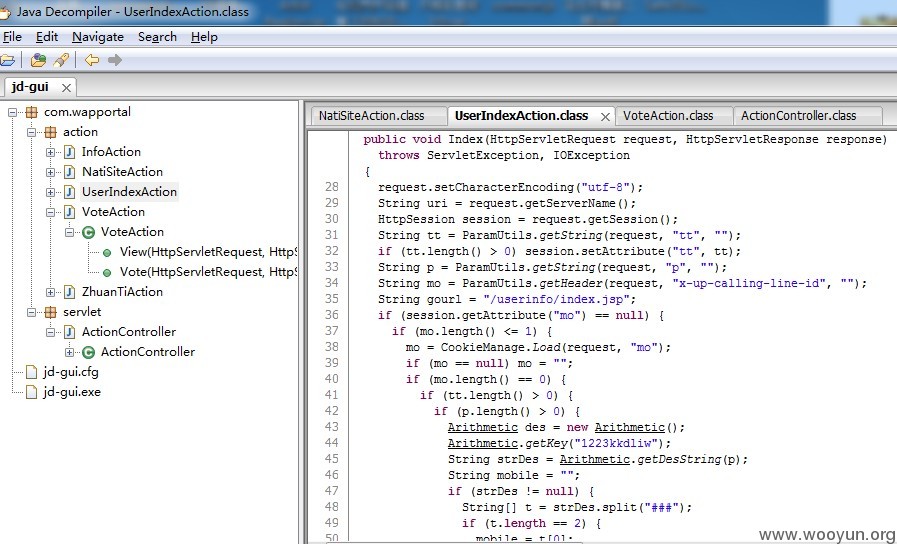 Java Decompiler - UserIndexAction.class
File Edit Navigate Search Help
jd-gui
com.wapportal
action
InfoAction
NatiSiteAction
UserIndexAction
VoteAction
VoteAction
View(HttpServletRequest, HttpS
Vote(HttpServletRequest, HttpS
ZhuanTiAction
servlet
ActionController
ActionController
jd-gui.cfg
jd-gui.exe
NatiSiteAction.class UserIndexAction.class VoteAction.class ActionController.class
public void Index(HttpServletRequest request, HttpServletResponse response)
throws ServletException, IOException
{
28 request.setCharacterEncoding("utf-8");
29 String uri = request.getServerName();
30 HttpSession session = request.getSession();
31 String tt = ParamUtils.getString(request, "tt", "");
32 if (tt.length() > 0) session.setAttribute("tt", tt);
33 String p = ParamUtils.getString(request, "p", "");
34 String mo = ParamUtils.getHeader(request, "x-up-calling-line-id", "");
35 String gourl = "/userinfo/index.jsp";
36 if (session.getAttribute("mo") == null) {
37 if (mo.length() <= 1) {
38 mo = CookieManage.Load(request, "mo");
39 if (mo == null) mo = "";
40 if (mo.length() == 0) {
41 if (tt.length() > 0) {
42 if (p.length() > 0) {
43 Arithmetic des = new Arithmetic();
44 Arithmetic.getKey("1223kkdliw");
45 String strDes = Arithmetic.getDesString(p);
46 String mobile = "";
47 if (strDes != null) {
48 String[] t = strDes.split("###");
49 if (t.length == 2) {
50 mobile = t[0];
www.wooyun.org